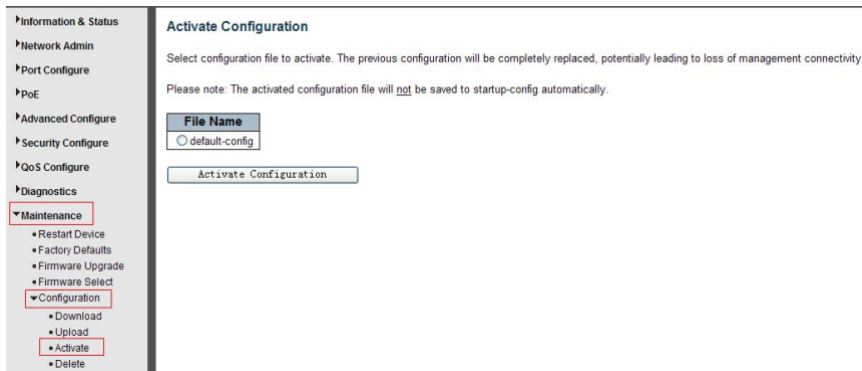 Information & Status
Network Admin
Port Configure
PoE
Advanced Configure
Security Configure
QoS Configure
Diagnostics
Maintenance
Restart Device
Factory Defaults
Firmware Upgrade
Firmware Select
Configuration
Download
Upload
Activate
Delete
Activate Configuration
Select configuration file to activate. The previous configuration will be completely replaced, potentially leading to loss of management connectivity
Please note: The activated configuration file will not be saved to startup-config automatically.
File Name
default-config
Activate Configuration